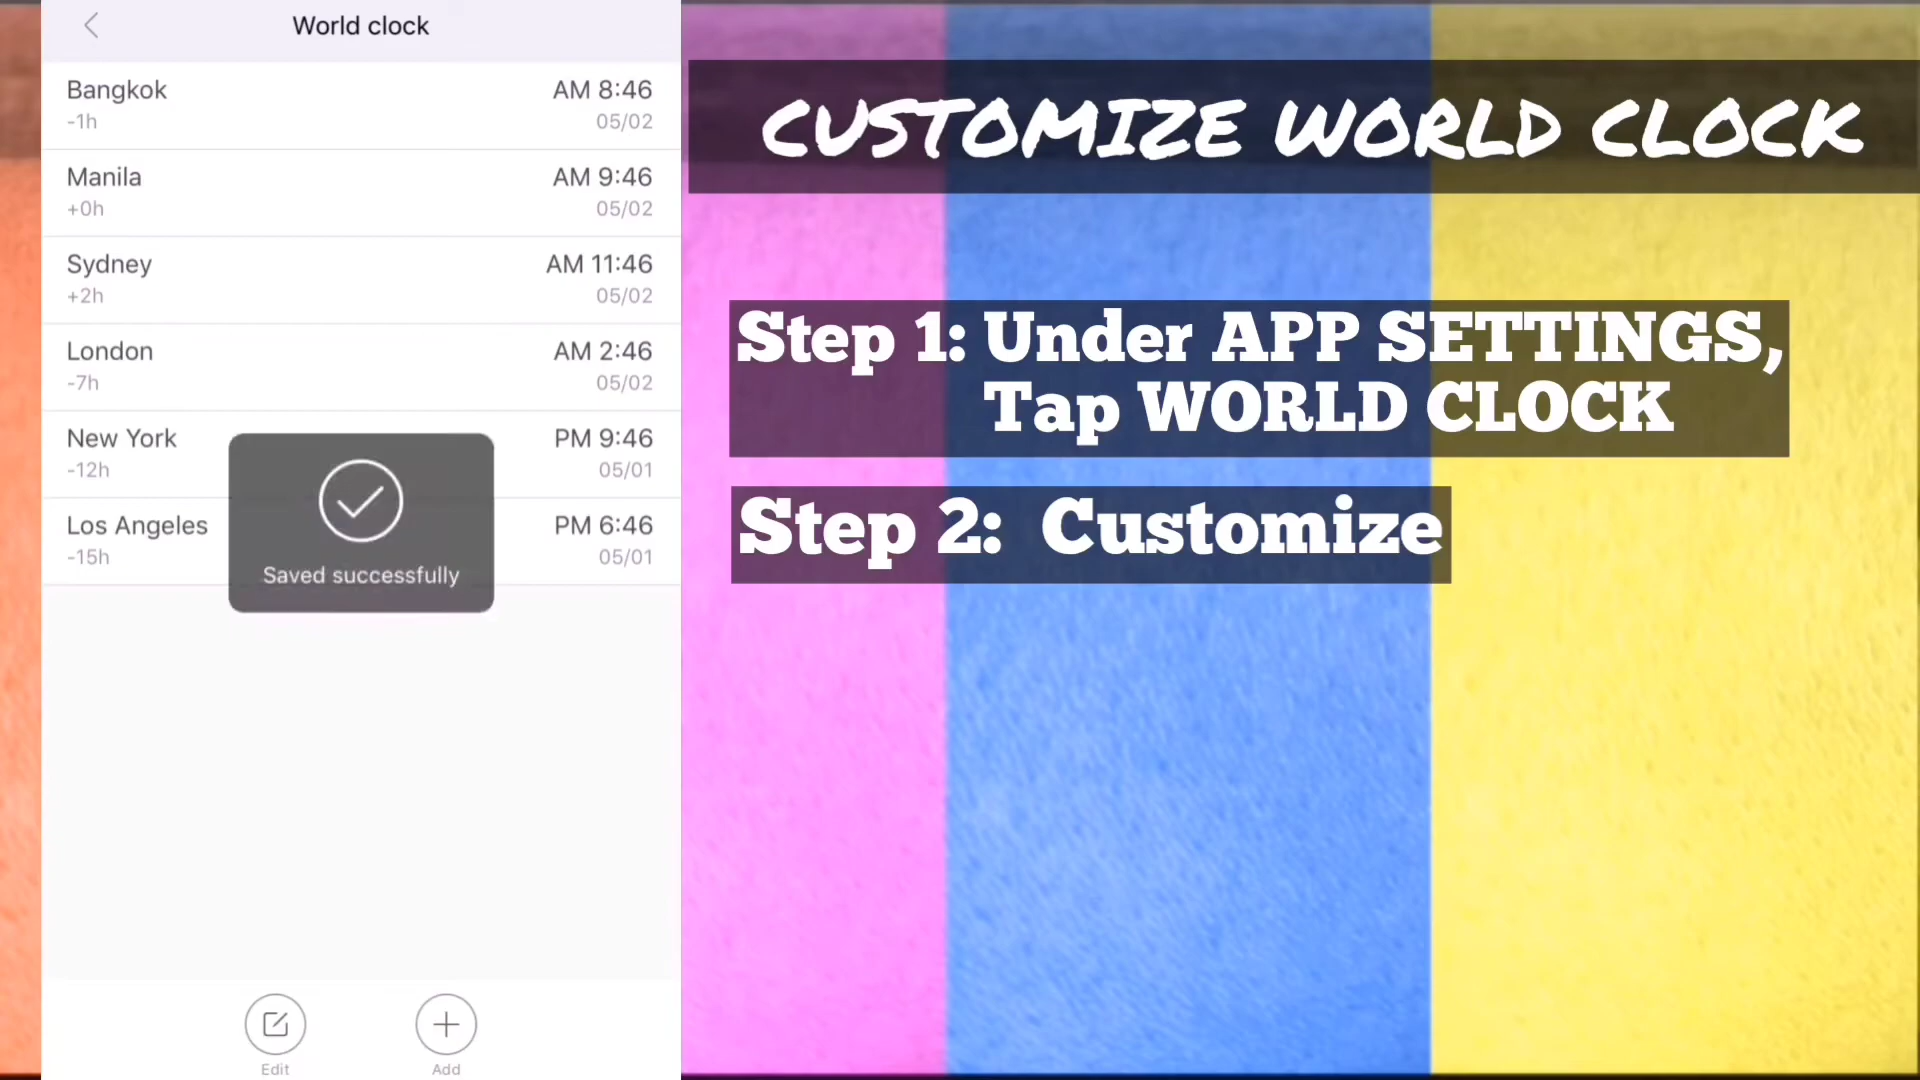 World clock
Bangkok AM 8:46
-1h 05/02
Manila AM 9:46
+0h 05/02
Sydney AM 11:46
+2h 05/02
London AM 2:46
-7h 05/02
New York PM 9:46
-12h 05/01
Los Angeles PM 6:46
-15h 05/01
Saved successfully
Edit Add
CUSTOMIZE WORLD CLOCK
Step 1: Under APP SETTINGS,
Tap WORLD CLOCK
Step 2: Customize